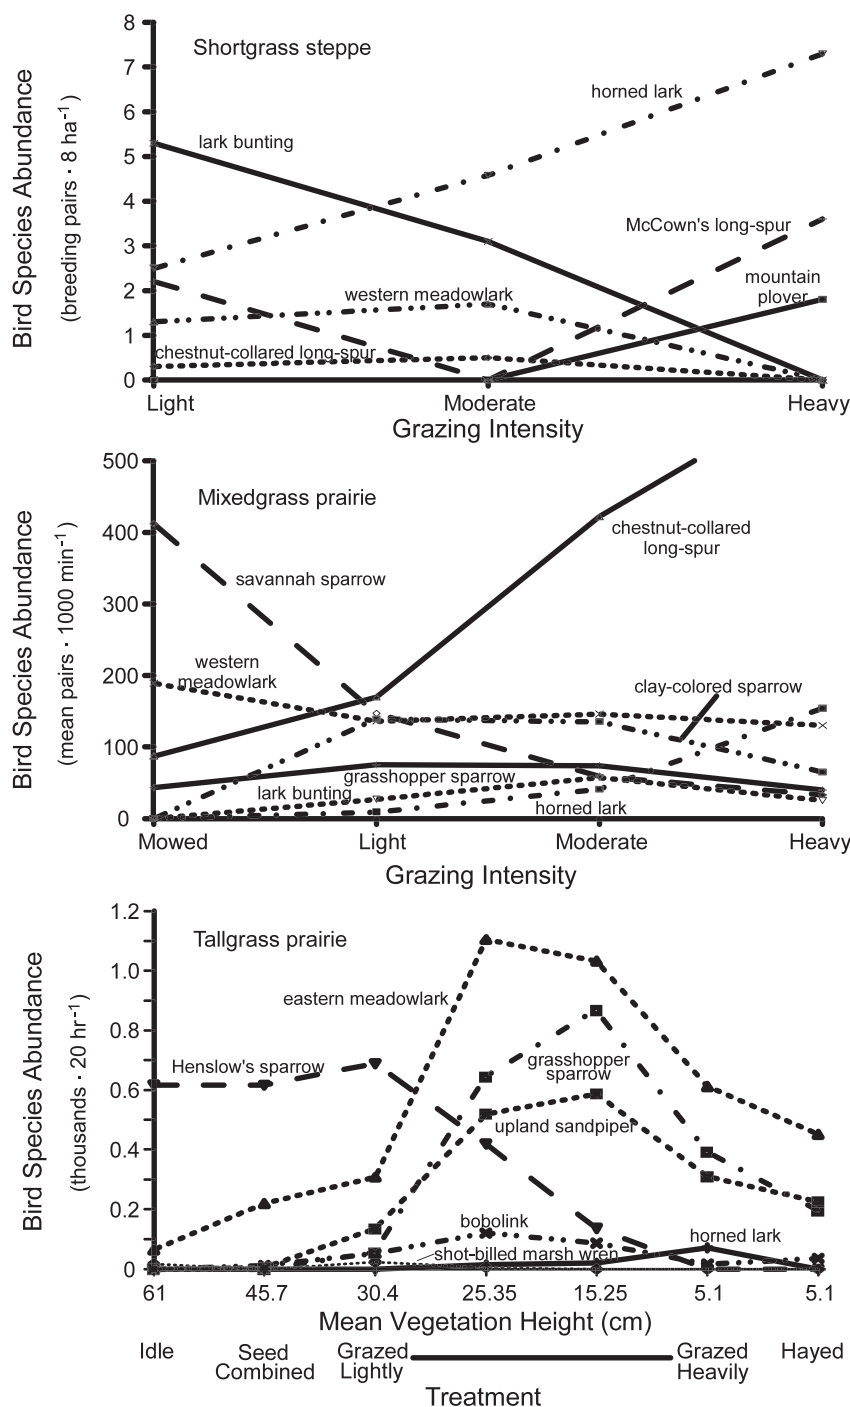 8
Shortgrass steppe
7
horned lark
6
lark bunting
5
4
McCown's long-spur
3
mountain
plover
2
western meadowlark
1
chestnut-collared long-spur
0
Bird Species Abundance
(breeding pairs · 8 ha⁻¹)
Light Moderate Heavy
Grazing Intensity
500
Mixedgrass prairie
chestnut-collared
long-spur
400
savannah sparrow
300
western
meadowlark
200
clay-colored sparrow
100
grasshopper sparrow
lark bunting
horned lark
0
Bird Species Abundance
(mean pairs · 1000 min⁻¹)
Mowed Light Moderate Heavy
Grazing Intensity
1.2
Tallgrass prairie
1.0
eastern meadowlark
0.8
Henslow's sparrow
grasshopper
sparrow
0.6
upland sandpiper
0.4
0.2
bobolink
horned lark
shot-billed marsh wren
0
Bird Species Abundance
(thousands · 20 hr⁻¹)
61 45.7 30.4 25.35 15.25 5.1 5.1
Mean Vegetation Height (cm)
Idle Seed Grazed Grazed Hayed
Combined Lightly Heavily
Treatment